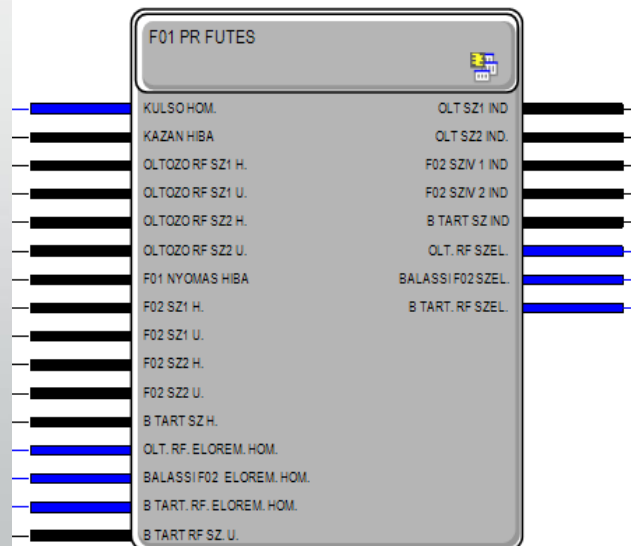 F01 PR FUTES
KULSO HOM.
KAZAN HIBA
OLTOZO RF SZ1 H.
OLTOZO RF SZ1 U.
OLTOZO RF SZ2 H.
OLTOZO RF SZ2 U.
F01 NYOMAS HIBA
F02 SZ1 H.
F02 SZ1 U.
F02 SZ2 H.
F02 SZ2 U.
B TART SZ H.
OLT. RF. ELOREM. HOM.
BALASSI F02 ELOREM. HOM.
B TART. RF. ELOREM. HOM.
B TART RF SZ. U.
OLT SZ1 IND
OLT SZ2 IND.
F02 SZIV 1 IND
F02 SZIV 2 IND
B TART SZ IND
OLT. RF SZEL.
BALASSI F02 SZEL.
B TART. RF SZEL.